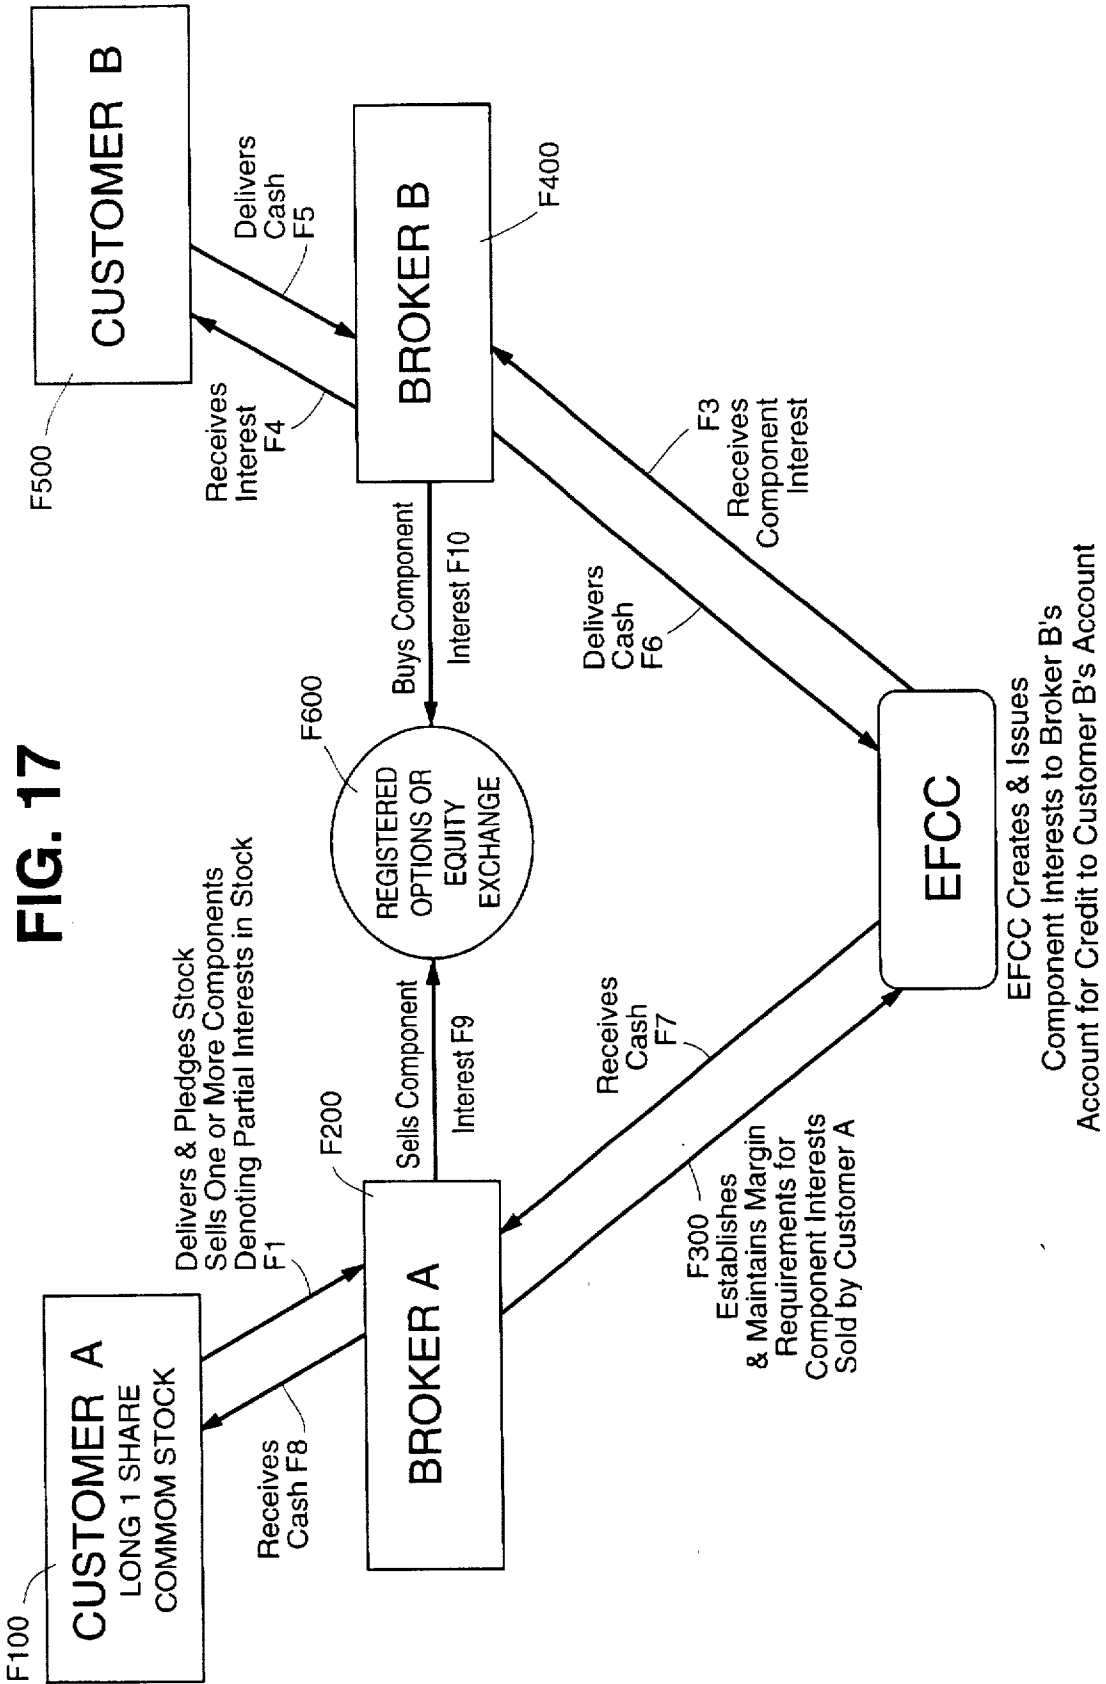 FIG. 17
F100
CUSTOMER A
LONG 1 SHARE
COMMOM STOCK
Delivers & Pledges Stock
Sells One or More Components
Denoting Partial Interests in Stock
F1
Receives
Cash F8
F200
BROKER A
Sells Component
Interest F9
F600
REGISTERED
OPTIONS OR
EQUITY
EXCHANGE
Buys Component
Interest F10
F500
CUSTOMER B
Receives
Interest
F4
Delivers
Cash
F5
BROKER B
F400
F300
Establishes
& Maintains Margin
Requirements for
Component Interests
Sold by Customer A
Receives
Cash
F7
Delivers
Cash
F6
F3
Receives
Component
Interest
EFCC
EFCC Creates & Issues
Component Interests to Broker B's
Account for Credit to Customer B's Account